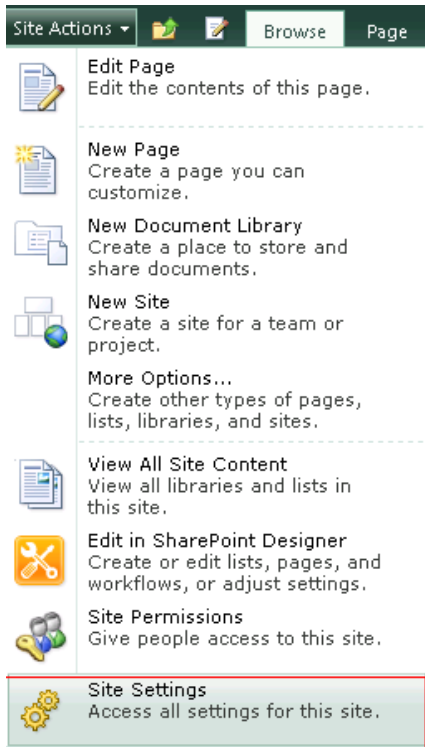 Site Actions Browse Page
Edit Page
Edit the contents of this page.
New Page
Create a page you can
customize.
New Document Library
Create a place to store and
share documents.
New Site
Create a site for a team or
project.
More Options...
Create other types of pages,
lists, libraries, and sites.
View All Site Content
View all libraries and lists in
this site.
Edit in SharePoint Designer
Create or edit lists, pages, and
workflows, or adjust settings.
Site Permissions
Give people access to this site.
Site Settings
Access all settings for this site.